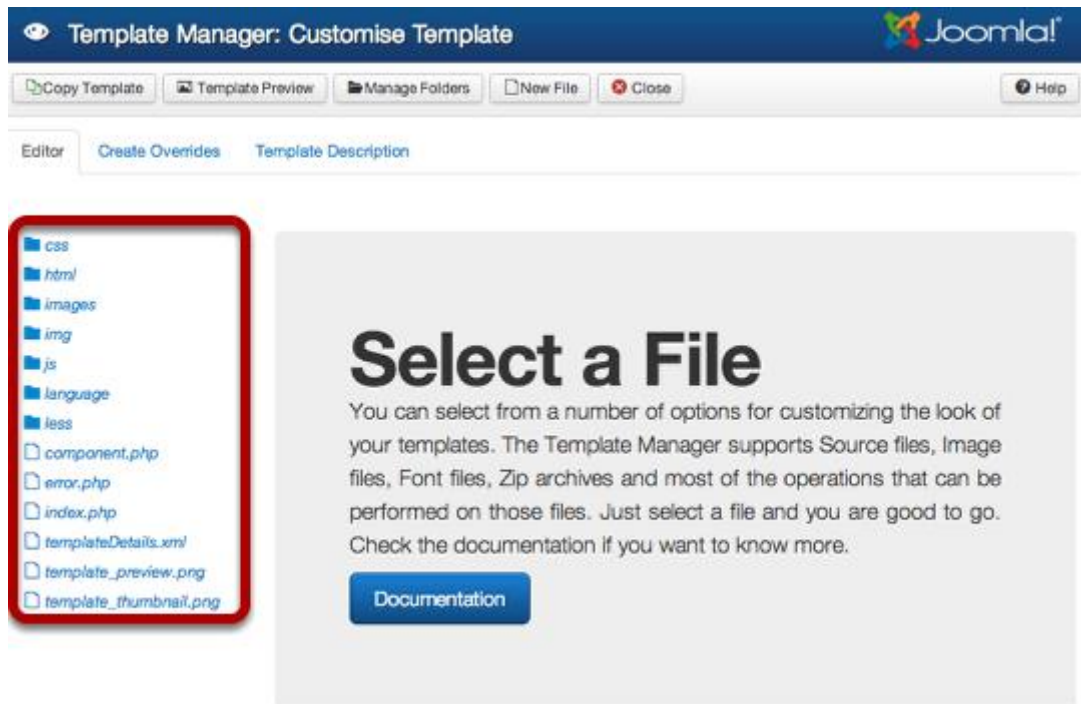 Template Manager: Customise Template
Joomla!
Copy Template
Template Preview
Manage Folders
New File
Close
Help
Editor
Create Overrides
Template Description
css
html
images
img
js
language
less
component.php
error.php
index.php
templateDetails.xml
template_preview.png
template_thumbnail.png
Select a File
You can select from a number of options for customizing the look of
your templates. The Template Manager supports Source files, Image
files, Font files, Zip archives and most of the operations that can be
performed on those files. Just select a file and you are good to go.
Check the documentation if you want to know more.
Documentation